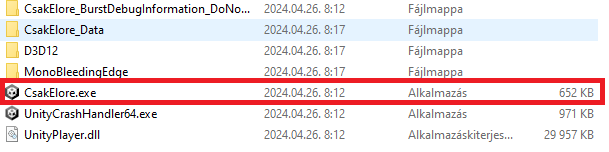 CsakElore_BurstDebugInformation_DoNo... 2024.04.26. 8:12 Fájlmappa
CsakElore_Data 2024.04.26. 8:17 Fájlmappa
D3D12 2024.04.26. 8:17 Fájlmappa
MonoBleedingEdge 2024.04.26. 8:17 Fájlmappa
CsakElore.exe 2024.04.26. 8:12 Alkalmazás 652 KB
UnityCrashHandler64.exe 2024.04.26. 8:12 Alkalmazás 971 KB
UnityPlayer.dll 2024.04.26. 8:12 Alkalmazáskiterjes... 29 957 KB